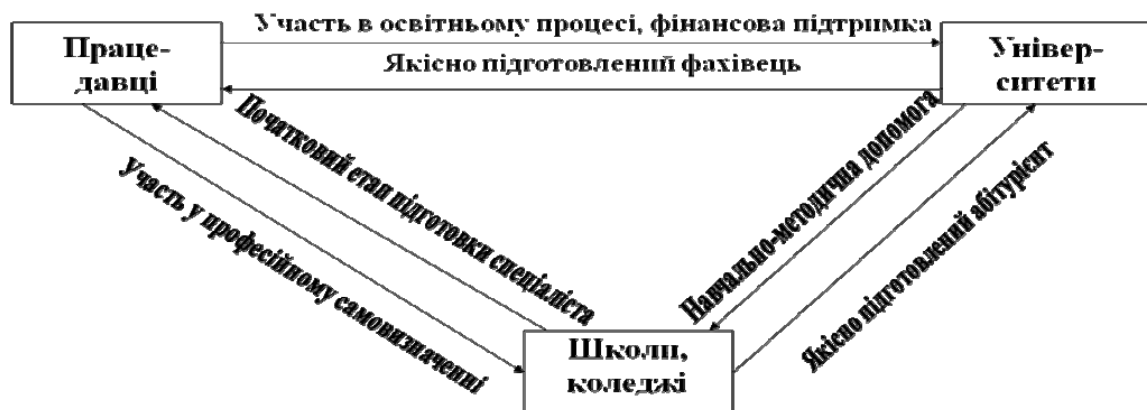 Участь в освітньому процесі, фінансова підтримка
Праце-
давці
Універ-
ситети
Якісно підготовлений фахівець
Початковий етап підготовки спеціаліста
Участь у професійному самовизначенні
Навчально-методична допомога
Якісно підготовлений абітурієнт
Школи,
коледжі